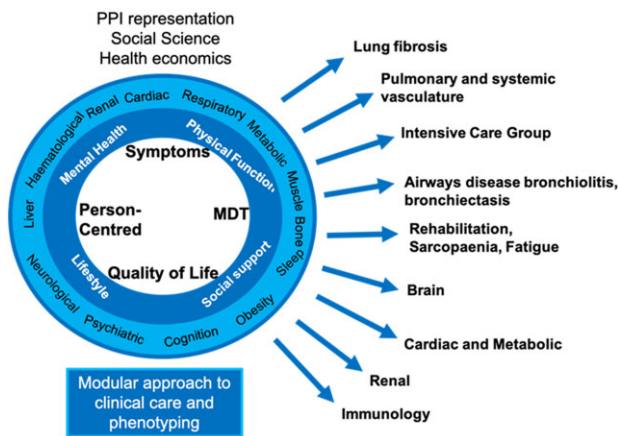 PPI representation
Social Science
Health economics
Haematological
Renal
Cardiac
Respiratory
Metabolic
Muscle
Bone
Sleep
Obesity
Cognition
Psychiatric
Neurological
Liver
Mental Health
Physical Function
Social support
Lifestyle
Symptoms
Person-
Centred
MDT
Quality of Life
Modular approach to
clinical care and
phenotyping
Lung fibrosis
Pulmonary and systemic
vasculature
Intensive Care Group
Airways disease bronchiolitis,
bronchiectasis
Rehabilitation,
Sarcopaenia, Fatigue
Brain
Cardiac and Metabolic
Renal
Immunology